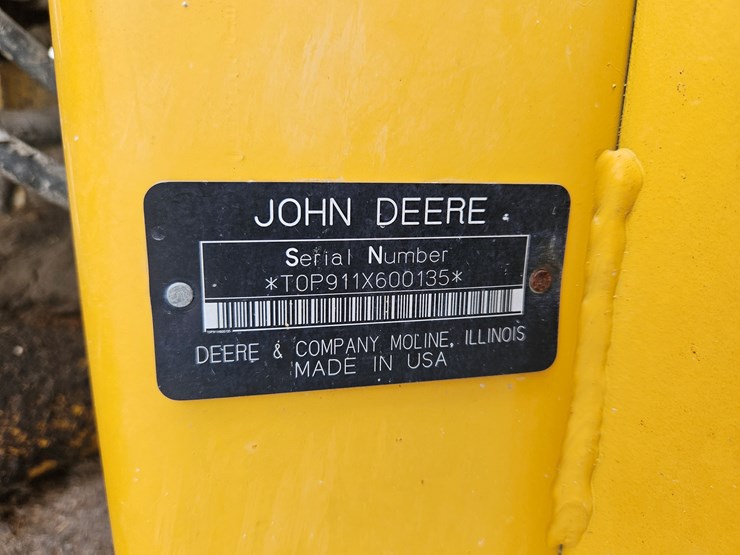 JOHN DEERE
Serial Number
*T0P911X600135*
DEERE & COMPANY MOLINE, ILLINOIS
MADE IN USA